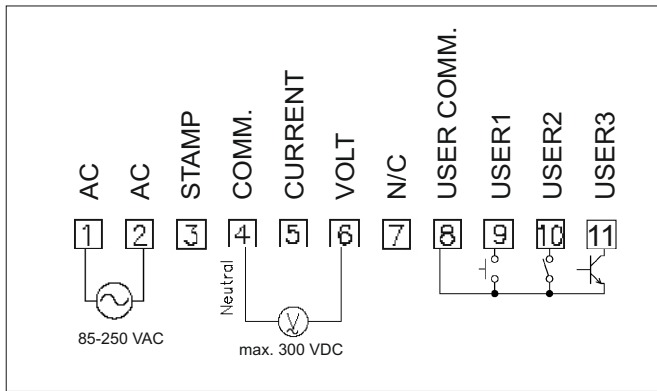 AC
AC
STAMP
COMM.
CURRENT
VOLT
N/C
USER COMM.
USER1
USER2
USER3
1
2
3
4
5
6
7
8
9
10
11
Neutral
V
85-250 VAC
max. 300 VDC